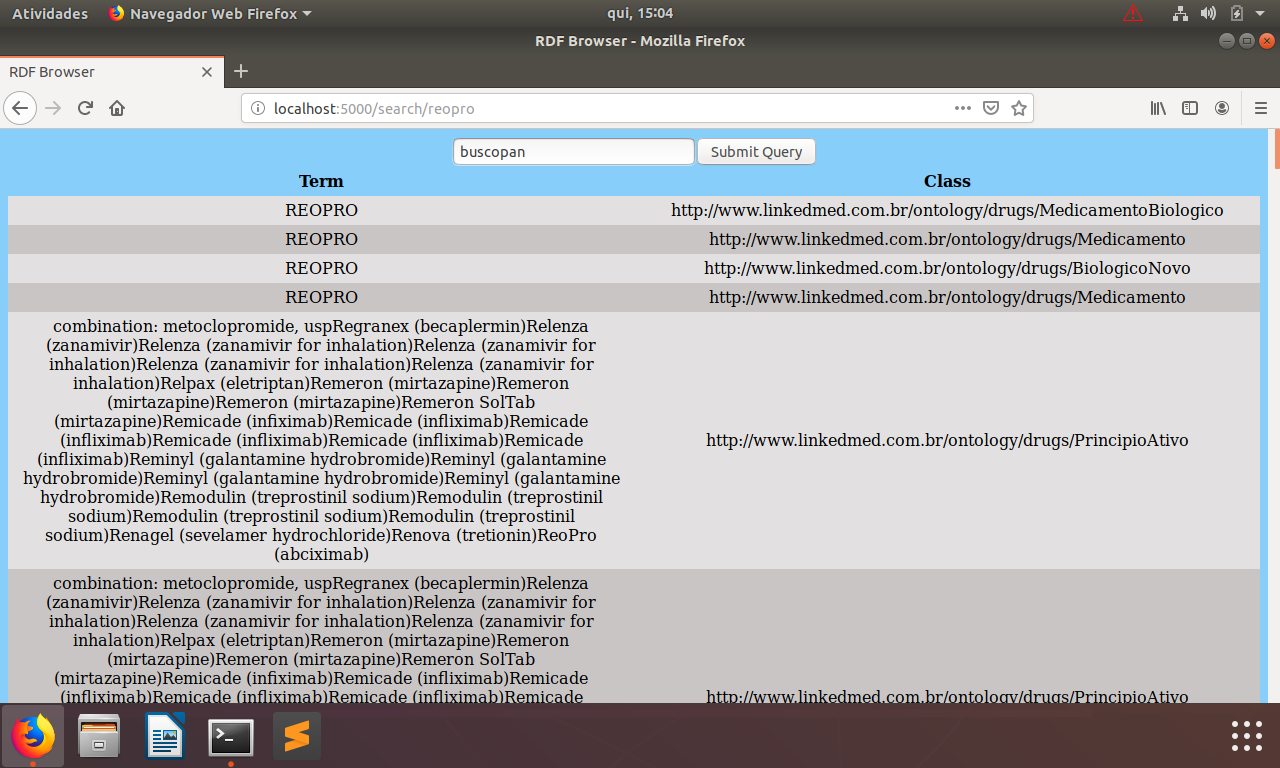 Atividades Navegador Web Firefox qui, 15:04
RDF Browser - Mozilla Firefox
RDF Browser
localhost:5000/search/reopro
buscopan Submit Query
Term Class
REOPRO http://www.linkedmed.com.br/ontology/drugs/MedicamentoBiologico
REOPRO http://www.linkedmed.com.br/ontology/drugs/Medicamento
REOPRO http://www.linkedmed.com.br/ontology/drugs/BiologicoNovo
REOPRO http://www.linkedmed.com.br/ontology/drugs/Medicamento
combination: metoclopromide, uspRegranex (becaplermin)Relenza
(zanamivir)Relenza (zanamivir for inhalation)Relenza (zanamivir for
inhalation)Relenza (zanamivir for inhalation)Relenza (zanamivir for
inhalation)Relpax (eletriptan)Remeron (mirtazapine)Remeron
(mirtazapine)Remeron (mirtazapine)Remeron SolTab
(mirtazapine)Remicade (infiximab)Remicade (infliximab)Remicade
(infliximab)Remicade (infliximab)Remicade (infliximab)Remicade
(infliximab)Reminyl (galantamine hydrobromide)Reminyl (galantamine
hydrobromide)Reminyl (galantamine hydrobromide)Reminyl (galantamine
hydrobromide)Remodulin (treprostinil sodium)Remodulin (treprostinil
sodium)Remodulin (treprostinil sodium)Remodulin (treprostinil
sodium)Renagel (sevelamer hydrochloride)Renova (tretionin)ReoPro
(abciximab)
http://www.linkedmed.com.br/ontology/drugs/PrincipioAtivo
combination: metoclopromide, uspRegranex (becaplermin)Relenza
(zanamivir)Relenza (zanamivir for inhalation)Relenza (zanamivir for
inhalation)Relenza (zanamivir for inhalation)Relenza (zanamivir for
inhalation)Relpax (eletriptan)Remeron (mirtazapine)Remeron
(mirtazapine)Remeron (mirtazapine)Remeron SolTab
(mirtazapine)Remicade (infiximab)Remicade (infliximab)Remicade
(infliximab)Remicade (infliximab)Remicade (infliximab)Remicade
http://www.linkedmed.com.br/ontology/drugs/PrincipioAtivo